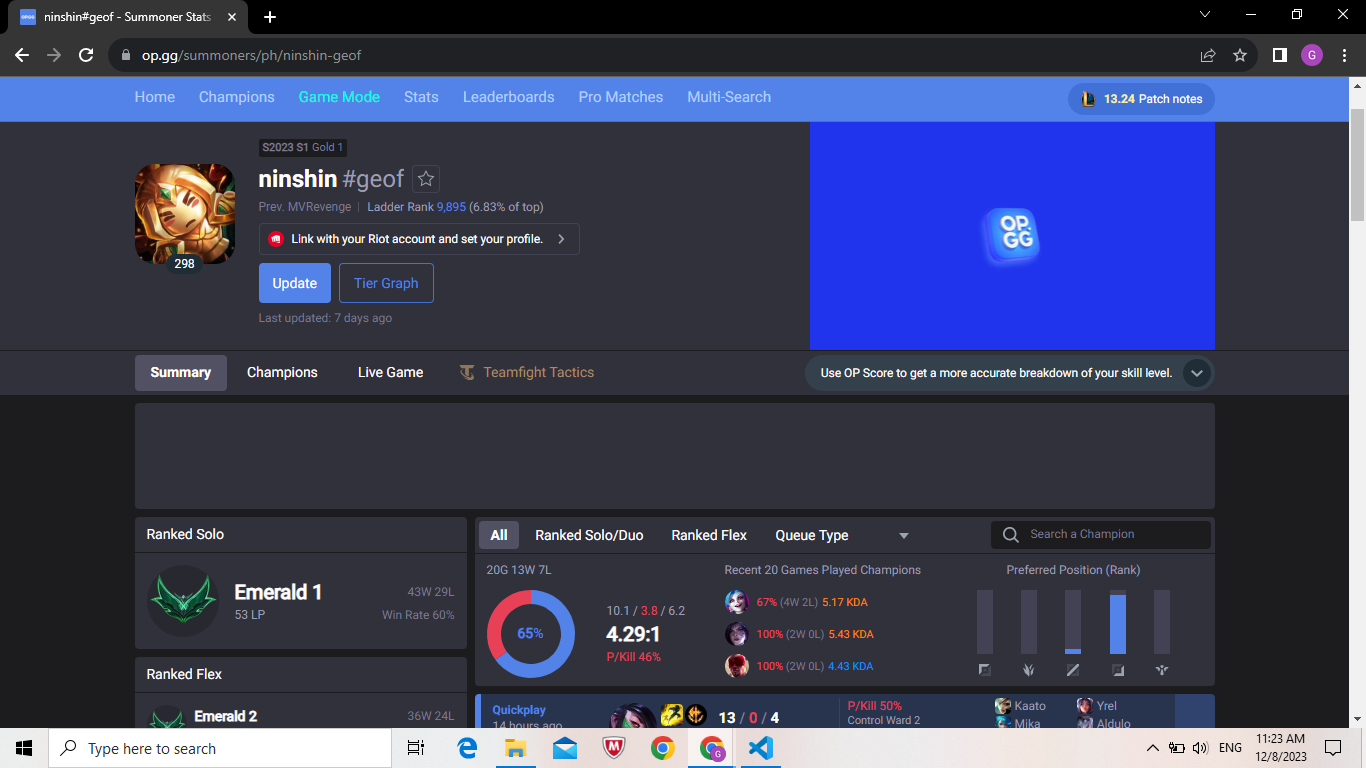 ninshin#geof - Summoner Stats
op.gg/summoners/ph/ninshin-geof
G
Home Champions Game Mode Stats Leaderboards Pro Matches Multi-Search
13.24 Patch notes
S2023 S1 Gold 1
ninshin #geof
Prev. MVRevenge | Ladder Rank 9,895 (6.83% of top)
Link with your Riot account and set your profile.
298
Update Tier Graph
Last updated: 7 days ago
OP.
GG
Summary Champions Live Game Teamfight Tactics
Use OP Score to get a more accurate breakdown of your skill level.
Ranked Solo
Emerald 1 43W 29L
53 LP Win Rate 60%
Ranked Flex
Emerald 2 36W 24L
All Ranked Solo/Duo Ranked Flex Queue Type
Search a Champion
20G 13W 7L
65%
10.1 / 3.8 / 6.2
4.29:1
P/Kill 46%
Recent 20 Games Played Champions
67% (4W 2L) 5.17 KDA
100% (2W 0L) 5.43 KDA
100% (2W 0L) 4.43 KDA
Preferred Position (Rank)
Quickplay
14 hours ago
13 / 0 / 4
P/Kill 50%
Control Ward 2
Kaato Yrel
Mika Aldulo
Type here to search
ENG
11:23 AM
12/8/2023